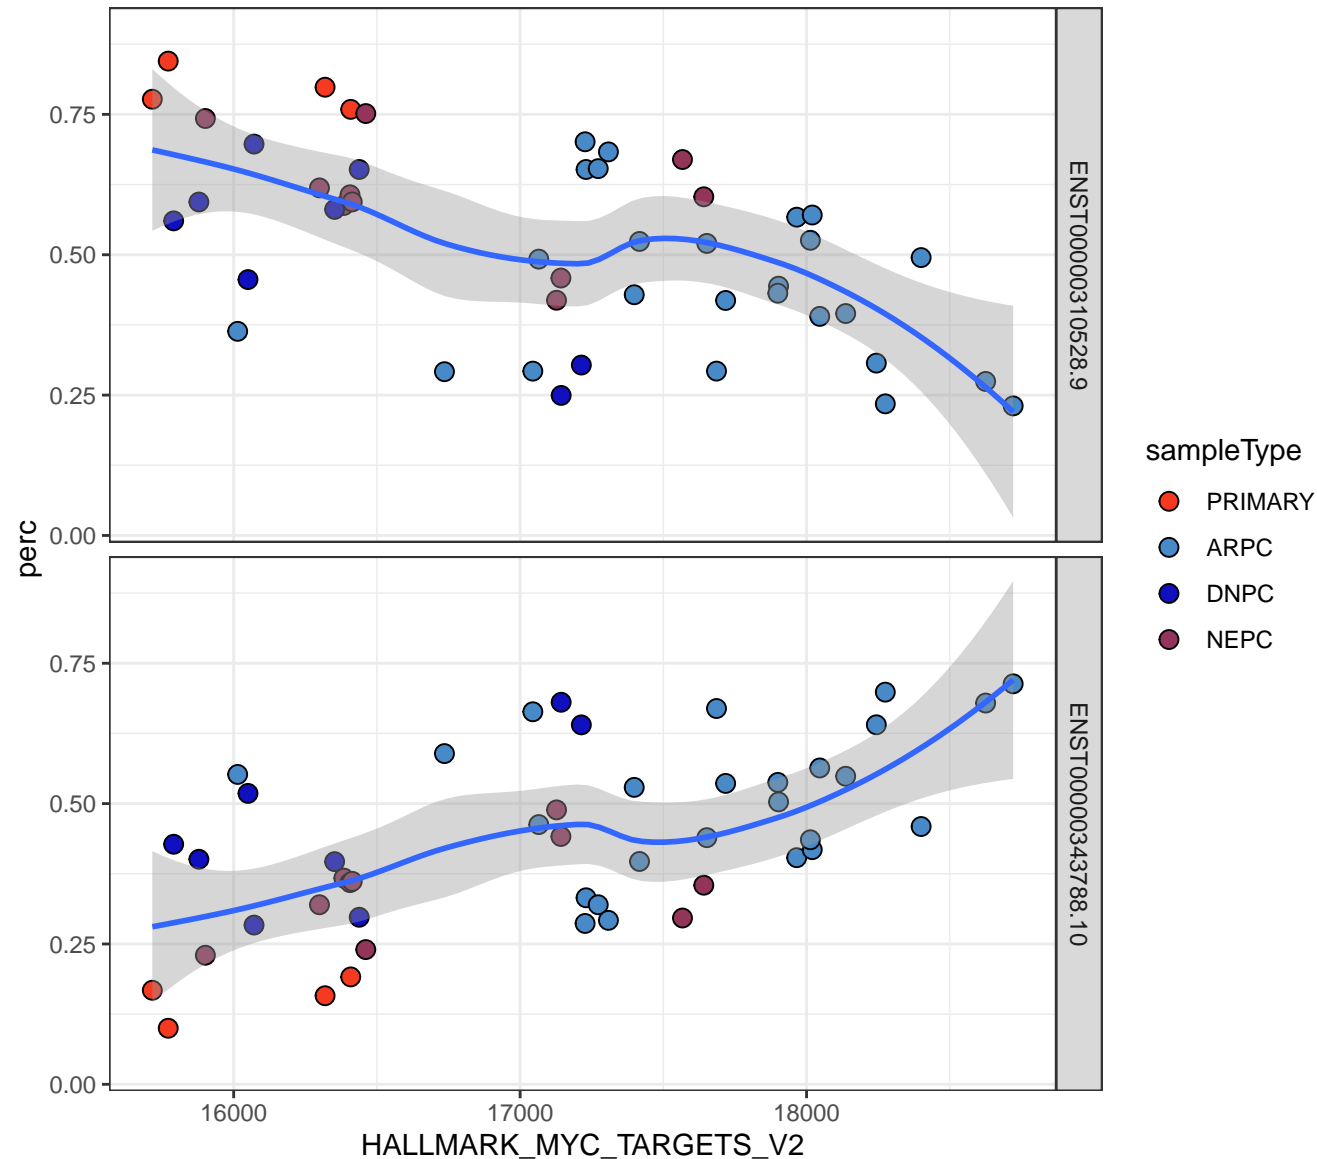 0.75
0.50
0.25
0.00
ENST00000310528.9
perc
0.75
0.50
0.25
0.00
ENST00000343788.10
16000
17000
18000
HALLMARK_MYC_TARGETS_V2
sampleType
PRIMARY
ARPC
DNPC
NEPC